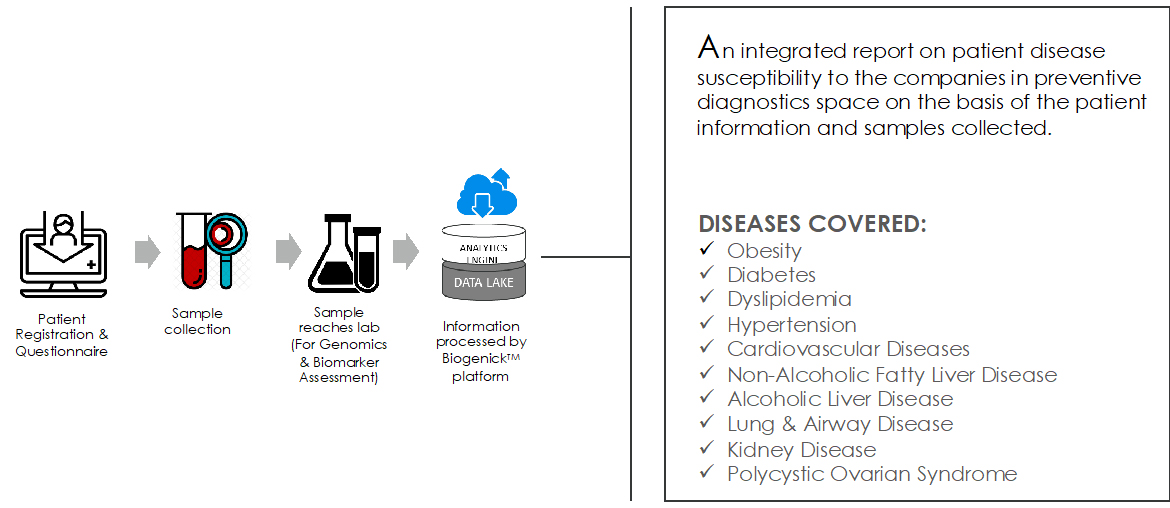 Patient
Registration &
Questionnaire
Sample
collection
Sample
reaches lab
(For Genomics
& Biomarker
Assessment)
ANALYTICS
ENGINE
DATA LAKE
Information
processed by
Biogenick™
platform
An integrated report on patient disease
susceptibility to the companies in preventive
diagnostics space on the basis of the patient
information and samples collected.
DISEASES COVERED:
✓ Obesity
✓ Diabetes
✓ Dyslipidemia
✓ Hypertension
✓ Cardiovascular Diseases
✓ Non-Alcoholic Fatty Liver Disease
✓ Alcoholic Liver Disease
✓ Lung & Airway Disease
✓ Kidney Disease
✓ Polycystic Ovarian Syndrome